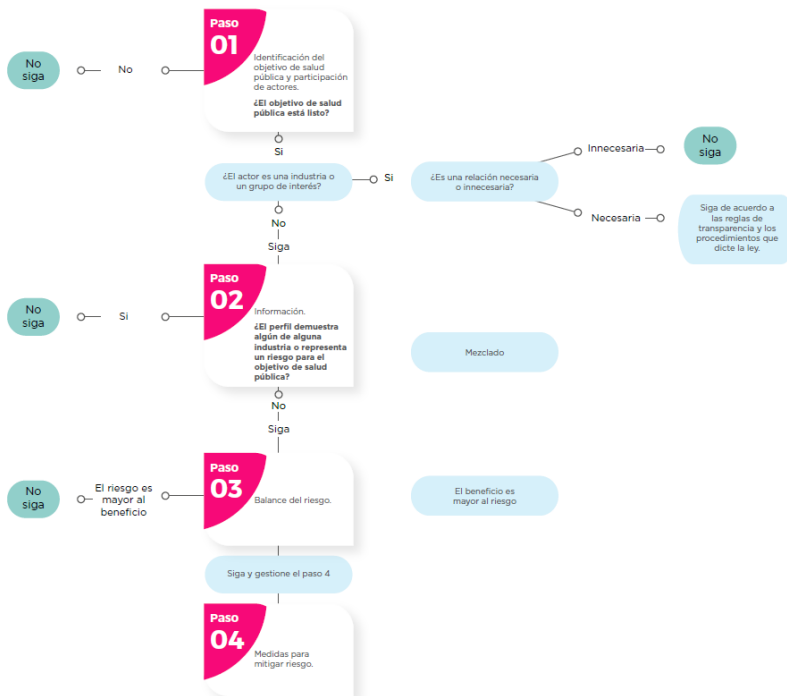 Paso
01
Identificación del
objetivo de salud
pública y participación
de actores.
¿El objetivo de salud
pública está listo?
No
siga
No
Si
¿El actor es una industria o
un grupo de interés?
Si
¿Es una relación necesaria
o innecesaria?
Innecesaria
No
siga
Necesaria
Siga de acuerdo a
las reglas de
transparencia y los
procedimientos que
dicte la ley.
No
Siga
Paso
02
Información.
¿El perfil demuestra
algún de alguna
industria o representa
un riesgo para el
objetivo de salud
pública?
No
siga
Si
Mezclado
No
Siga
Paso
03
Balance del riesgo.
No
siga
El riesgo es
mayor al
beneficio
El beneficio es
mayor al riesgo
Siga y gestione el paso 4
Paso
04
Medidas para
mitigar riesgo.